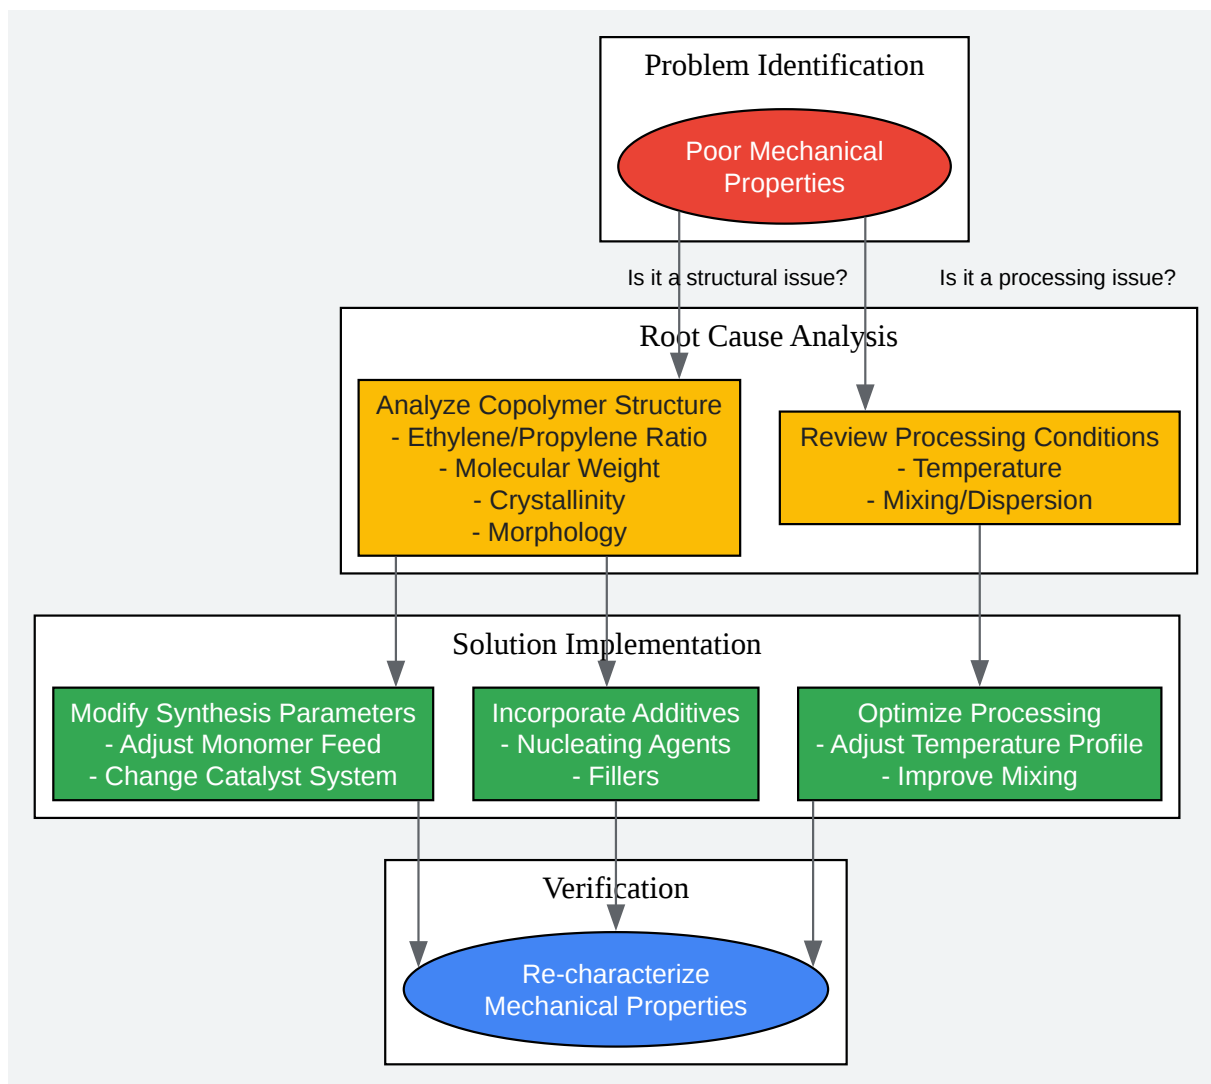 Problem Identification
Poor Mechanical
Properties
Is it a structural issue?
Is it a processing issue?
Root Cause Analysis
Analyze Copolymer Structure
- Ethylene/Propylene Ratio
- Molecular Weight
- Crystallinity
- Morphology
Review Processing Conditions
- Temperature
- Mixing/Dispersion
Solution Implementation
Modify Synthesis Parameters
- Adjust Monomer Feed
- Change Catalyst System
Incorporate Additives
- Nucleating Agents
- Fillers
Optimize Processing
- Adjust Temperature Profile
- Improve Mixing
Verification
Re-characterize
Mechanical Properties